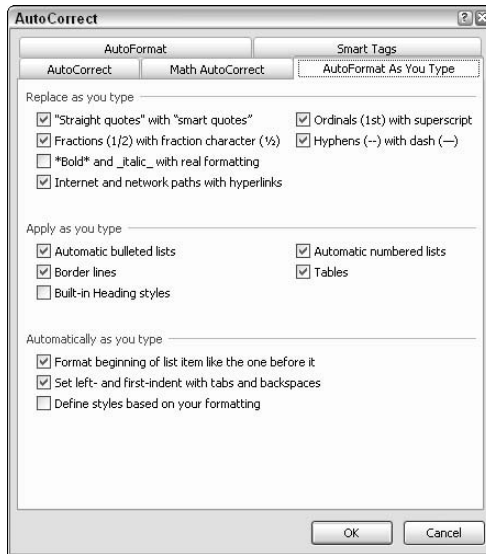 AutoCorrect
AutoFormat Smart Tags
AutoCorrect Math AutoCorrect AutoFormat As You Type
Replace as you type
"Straight quotes" with “smart quotes” Ordinals (1st) with superscript
Fractions (1/2) with fraction character (½) Hyphens (--) with dash (—)
*Bold* and _italic_ with real formatting
Internet and network paths with hyperlinks
Apply as you type
Automatic bulleted lists Automatic numbered lists
Border lines Tables
Built-in Heading styles
Automatically as you type
Format beginning of list item like the one before it
Set left- and first-indent with tabs and backspaces
Define styles based on your formatting
OK Cancel